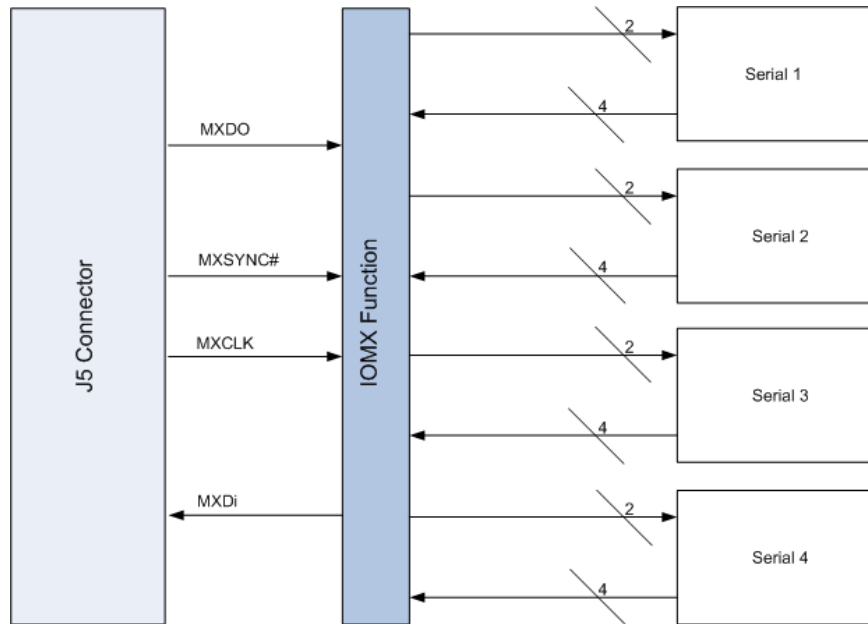 J5 Connector
MXDO
MXSYNC#
MXCLK
MXDi
IOMX Function
2
4
Serial 1
2
4
Serial 2
2
4
Serial 3
2
4
Serial 4